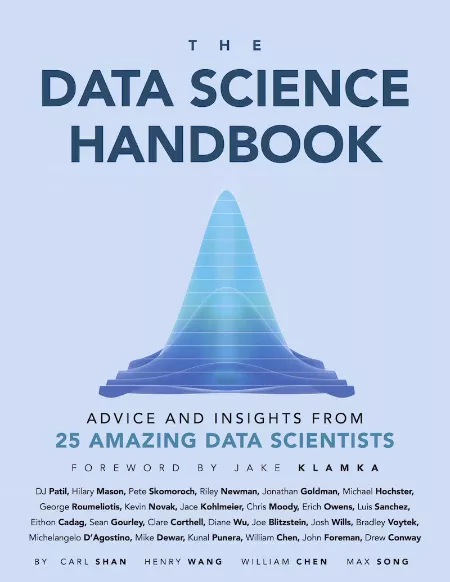 THE
DATA SCIENCE
HANDBOOK
ADVICE AND INSIGHTS FROM
25 AMAZING DATA SCIENTISTS
FOREWORD BY JAKE KLAMKA
DJ Patil, Hilary Mason, Pete Skomoroch, Riley Newman, Jonathan Goldman, Michael Hochster,
George Roumeliotis, Kevin Novak, Jace Kohlmeier, Chris Moody, Erich Owens, Luis Sanchez,
Eithon Cadag, Sean Gourley, Clare Corthell, Diane Wu, Joe Blitzstein, Josh Wills, Bradley Voytek,
Michelangelo D'Agostino, Mike Dewar, Kunal Punera, William Chen, John Foreman, Drew Conway
BY CARL SHAN HENRY WANG WILLIAM CHEN MAX SONG